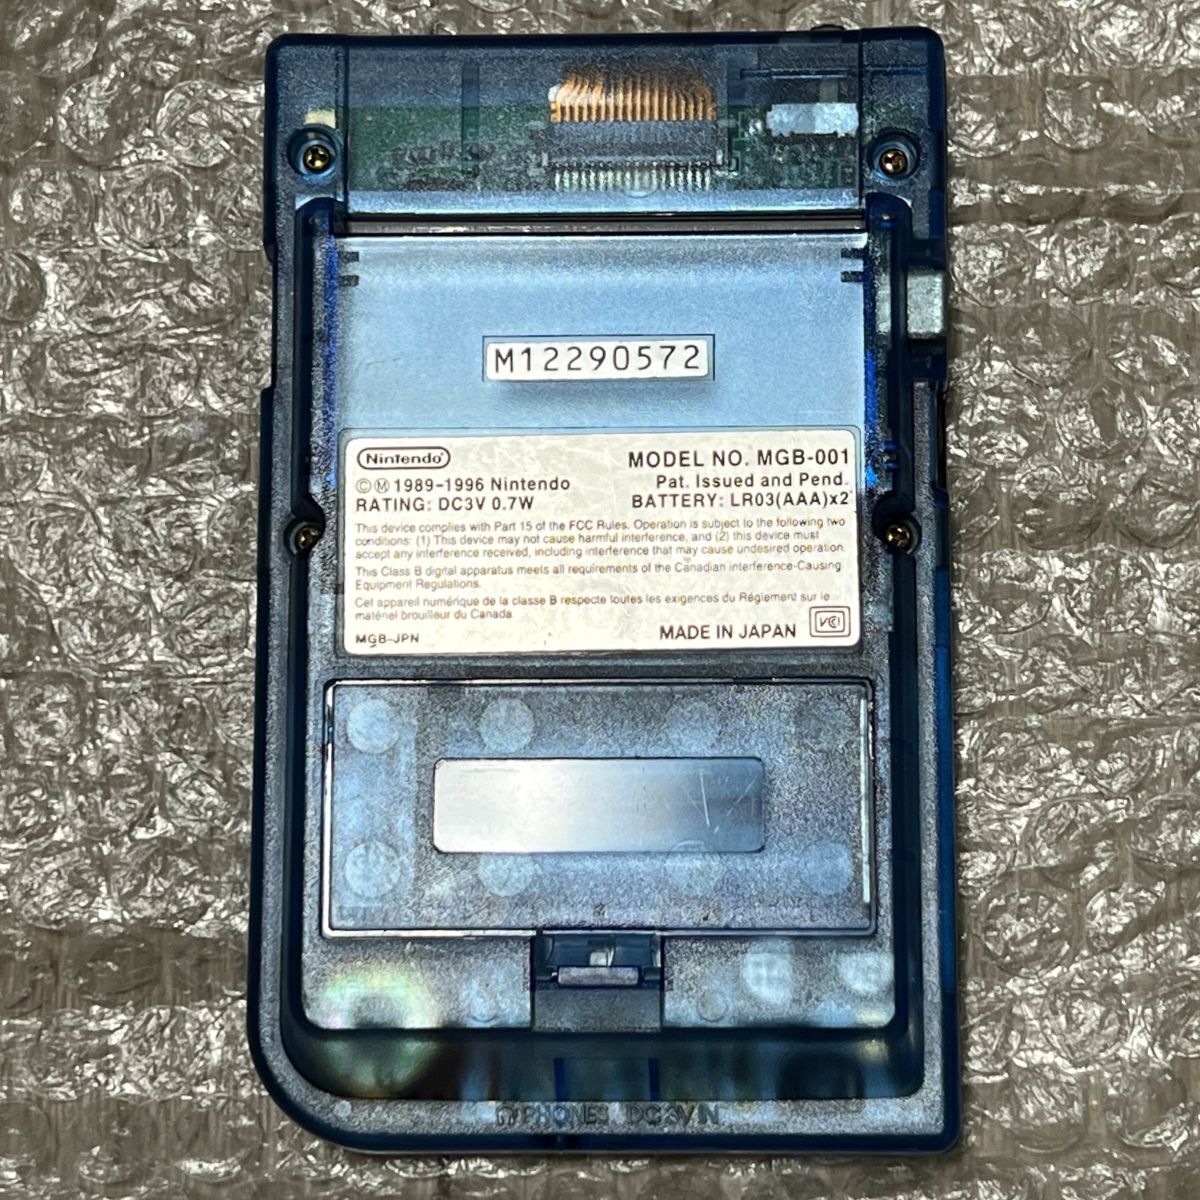 M12290572
Nintendo
MODEL NO. MGB-001
©Ⓜ 1989-1996 Nintendo
Pat. Issued and Pend.
RATING: DC3V 0.7W
BATTERY: LR03(AAA)x2
This device complies with Part 15 of the FCC Rules. Operation is subject to the following two
conditions: (1) This device may not cause harmful interference, and (2) this device must
accept any interference received, including interference that may cause undesired operation.
This Class B digital apparatus meets all requirements of the Canadian Interference-Causing
Equipment Regulations.
Cet appareil numérique de la classe B respecte toutes les exigences du Règlement sur le
matériel brouilleur du Canada.
MGB-JPN
MADE IN JAPAN
VCI
PHONES DC3V IN